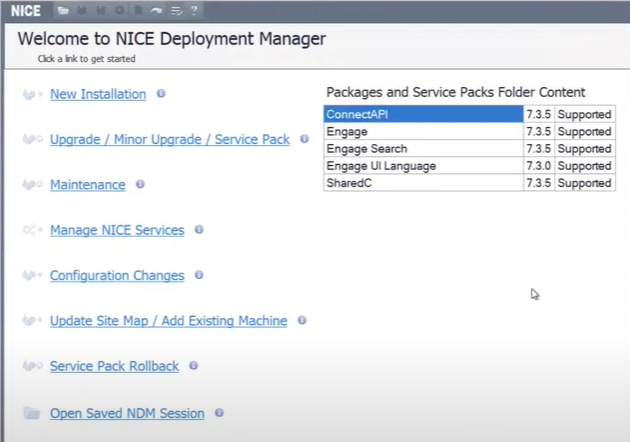 NICE
Welcome to NICE Deployment Manager
Click a link to get started
New Installation
Upgrade / Minor Upgrade / Service Pack
Maintenance
Manage NICE Services
Configuration Changes
Update Site Map / Add Existing Machine
Service Pack Rollback
Open Saved NDM Session
Packages and Service Packs Folder Content
ConnectAPI 7.3.5 Supported
Engage 7.3.5 Supported
Engage Search 7.3.5 Supported
Engage UI Language 7.3.0 Supported
SharedC 7.3.5 Supported